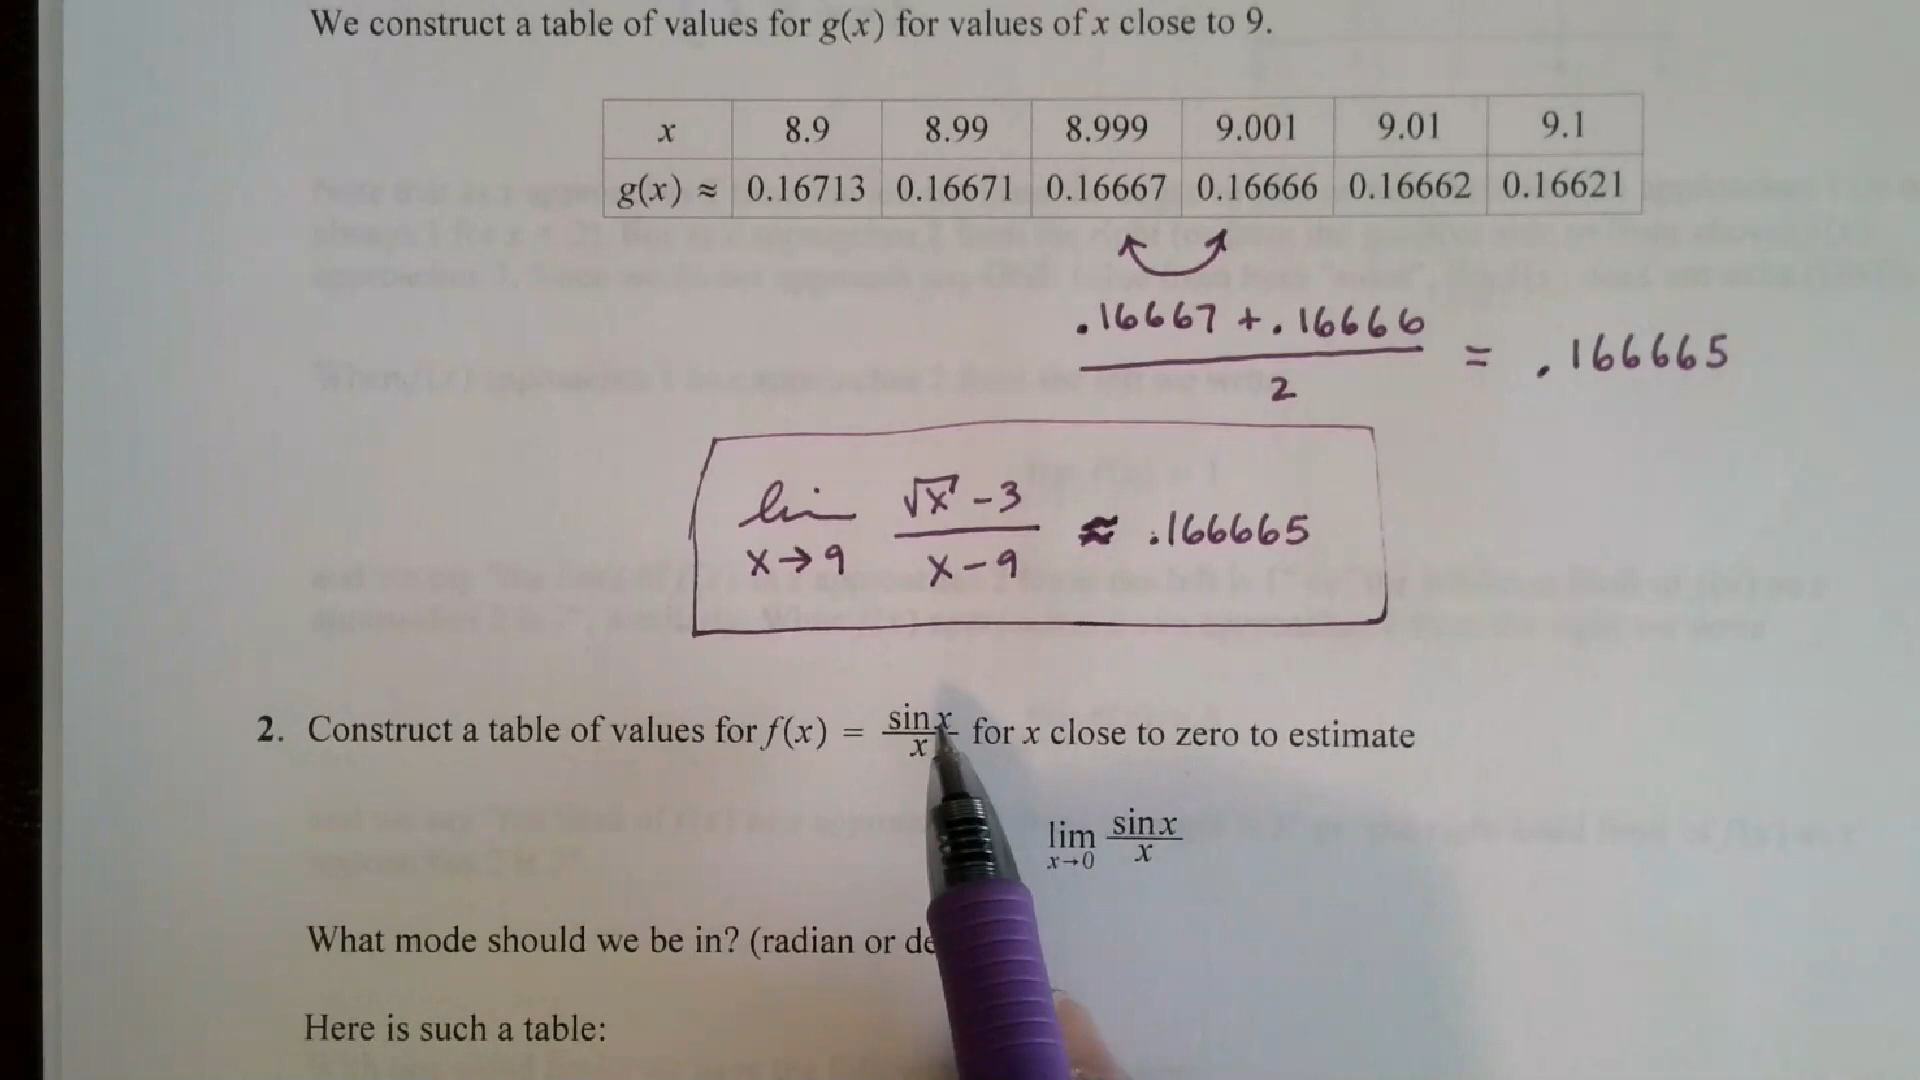 We construct a table of values for g(x) for values of x close to 9.
x 8.9 8.99 8.999 9.001 9.01 9.1
g(x) ≈ 0.16713 0.16671 0.16667 0.16666 0.16662 0.16621
.16667 + .16666
2
= .166665
lim x→9 √x - 3 / x - 9 ≈ .166665
2. Construct a table of values for f(x) = sin x / x for x close to zero to estimate
lim x→0 sin x / x
What mode should we be in? (radian or
Here is such a table: